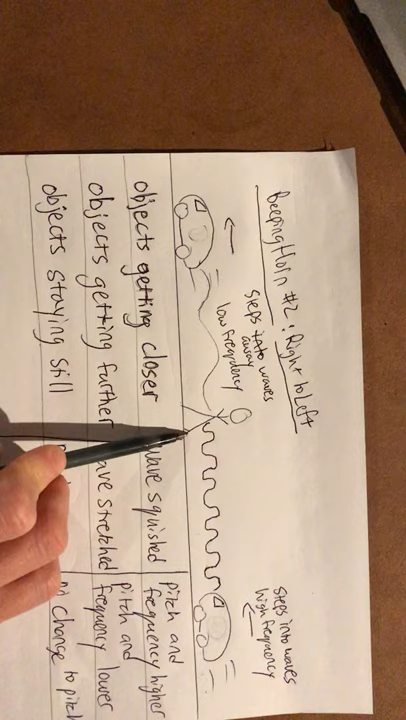 Beeping Horn #2: Right to Left
steps into waves
away
low frequency
steps into waves
high frequency
objects getting closer
wave squished
pitch and
frequency higher
objects getting further
ave stretched
pitch and
frequency lower
objects staying still
no change to pitch